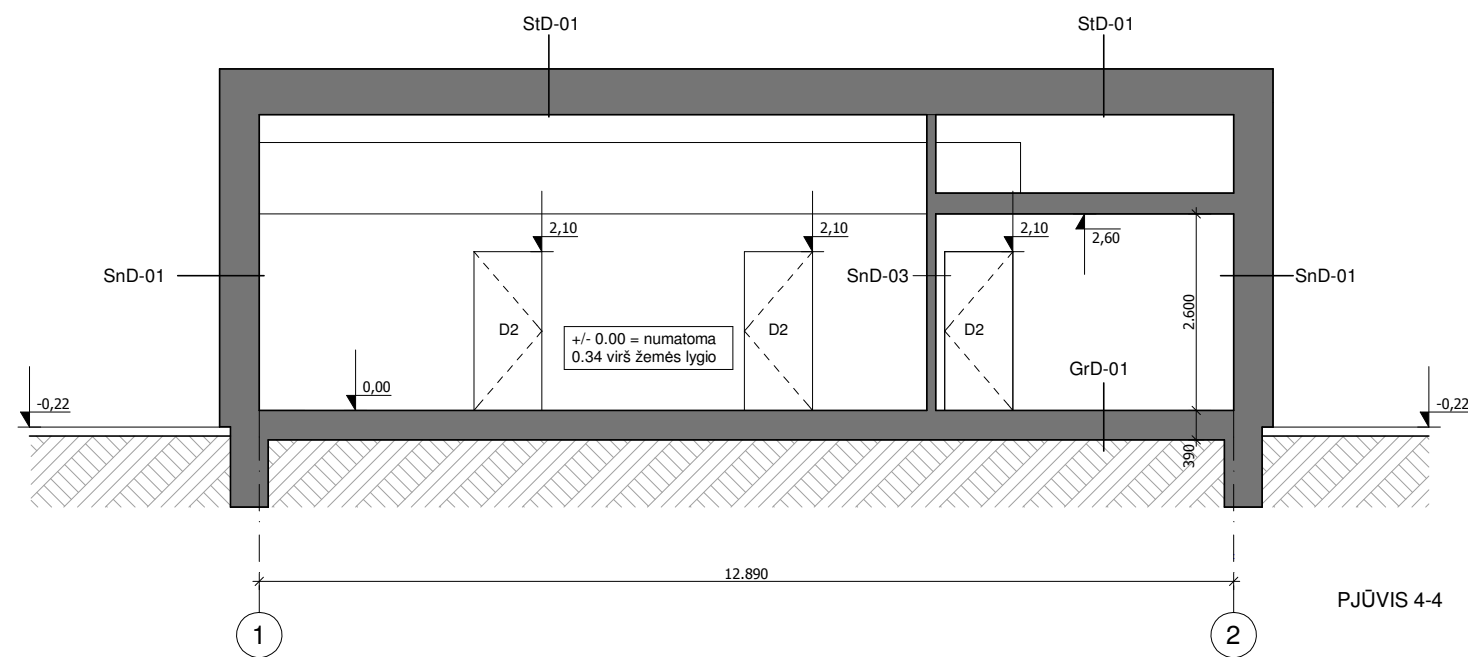 StD-01
StD-01
2,10
2,10
2,10
2,60
SnD-01
SnD-03
SnD-01
2.600
D2
D2
D2
+/- 0.00 = numatoma
0.34 virš žemės lygio
GrD-01
0,00
-0,22
-0,22
390
12.890
PJŪVIS 4-4
1
2